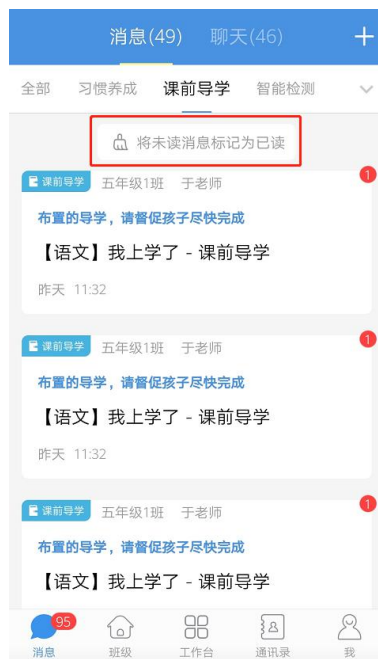 消息(49) 聊天(46)
全部 习惯养成 课前导学 智能检测
将未读消息标记为已读
课前导学 五年级1班 于老师 1
布置的导学，请督促孩子尽快完成
【语文】我上学了 - 课前导学
昨天 11:32
课前导学 五年级1班 于老师 1
布置的导学，请督促孩子尽快完成
【语文】我上学了 - 课前导学
昨天 11:32
课前导学 五年级1班 于老师 1
布置的导学，请督促孩子尽快完成
【语文】我上学了 - 课前导学
95
消息 班级 工作台 通讯录 我